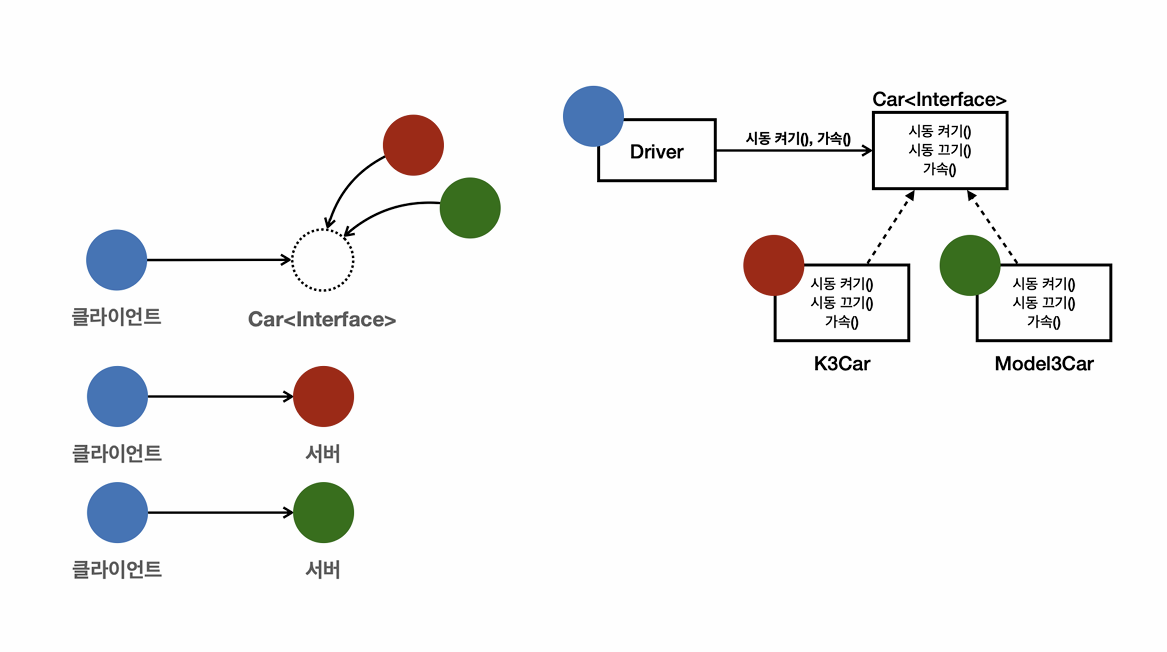 클라이언트
Car<Interface>
클라이언트
서버
클라이언트
서버
Driver
시동 켜기(), 가속()
Car<Interface>
시동 켜기()
시동 끄기()
가속()
시동 켜기()
시동 끄기()
가속()
K3Car
시동 켜기()
시동 끄기()
가속()
Model3Car